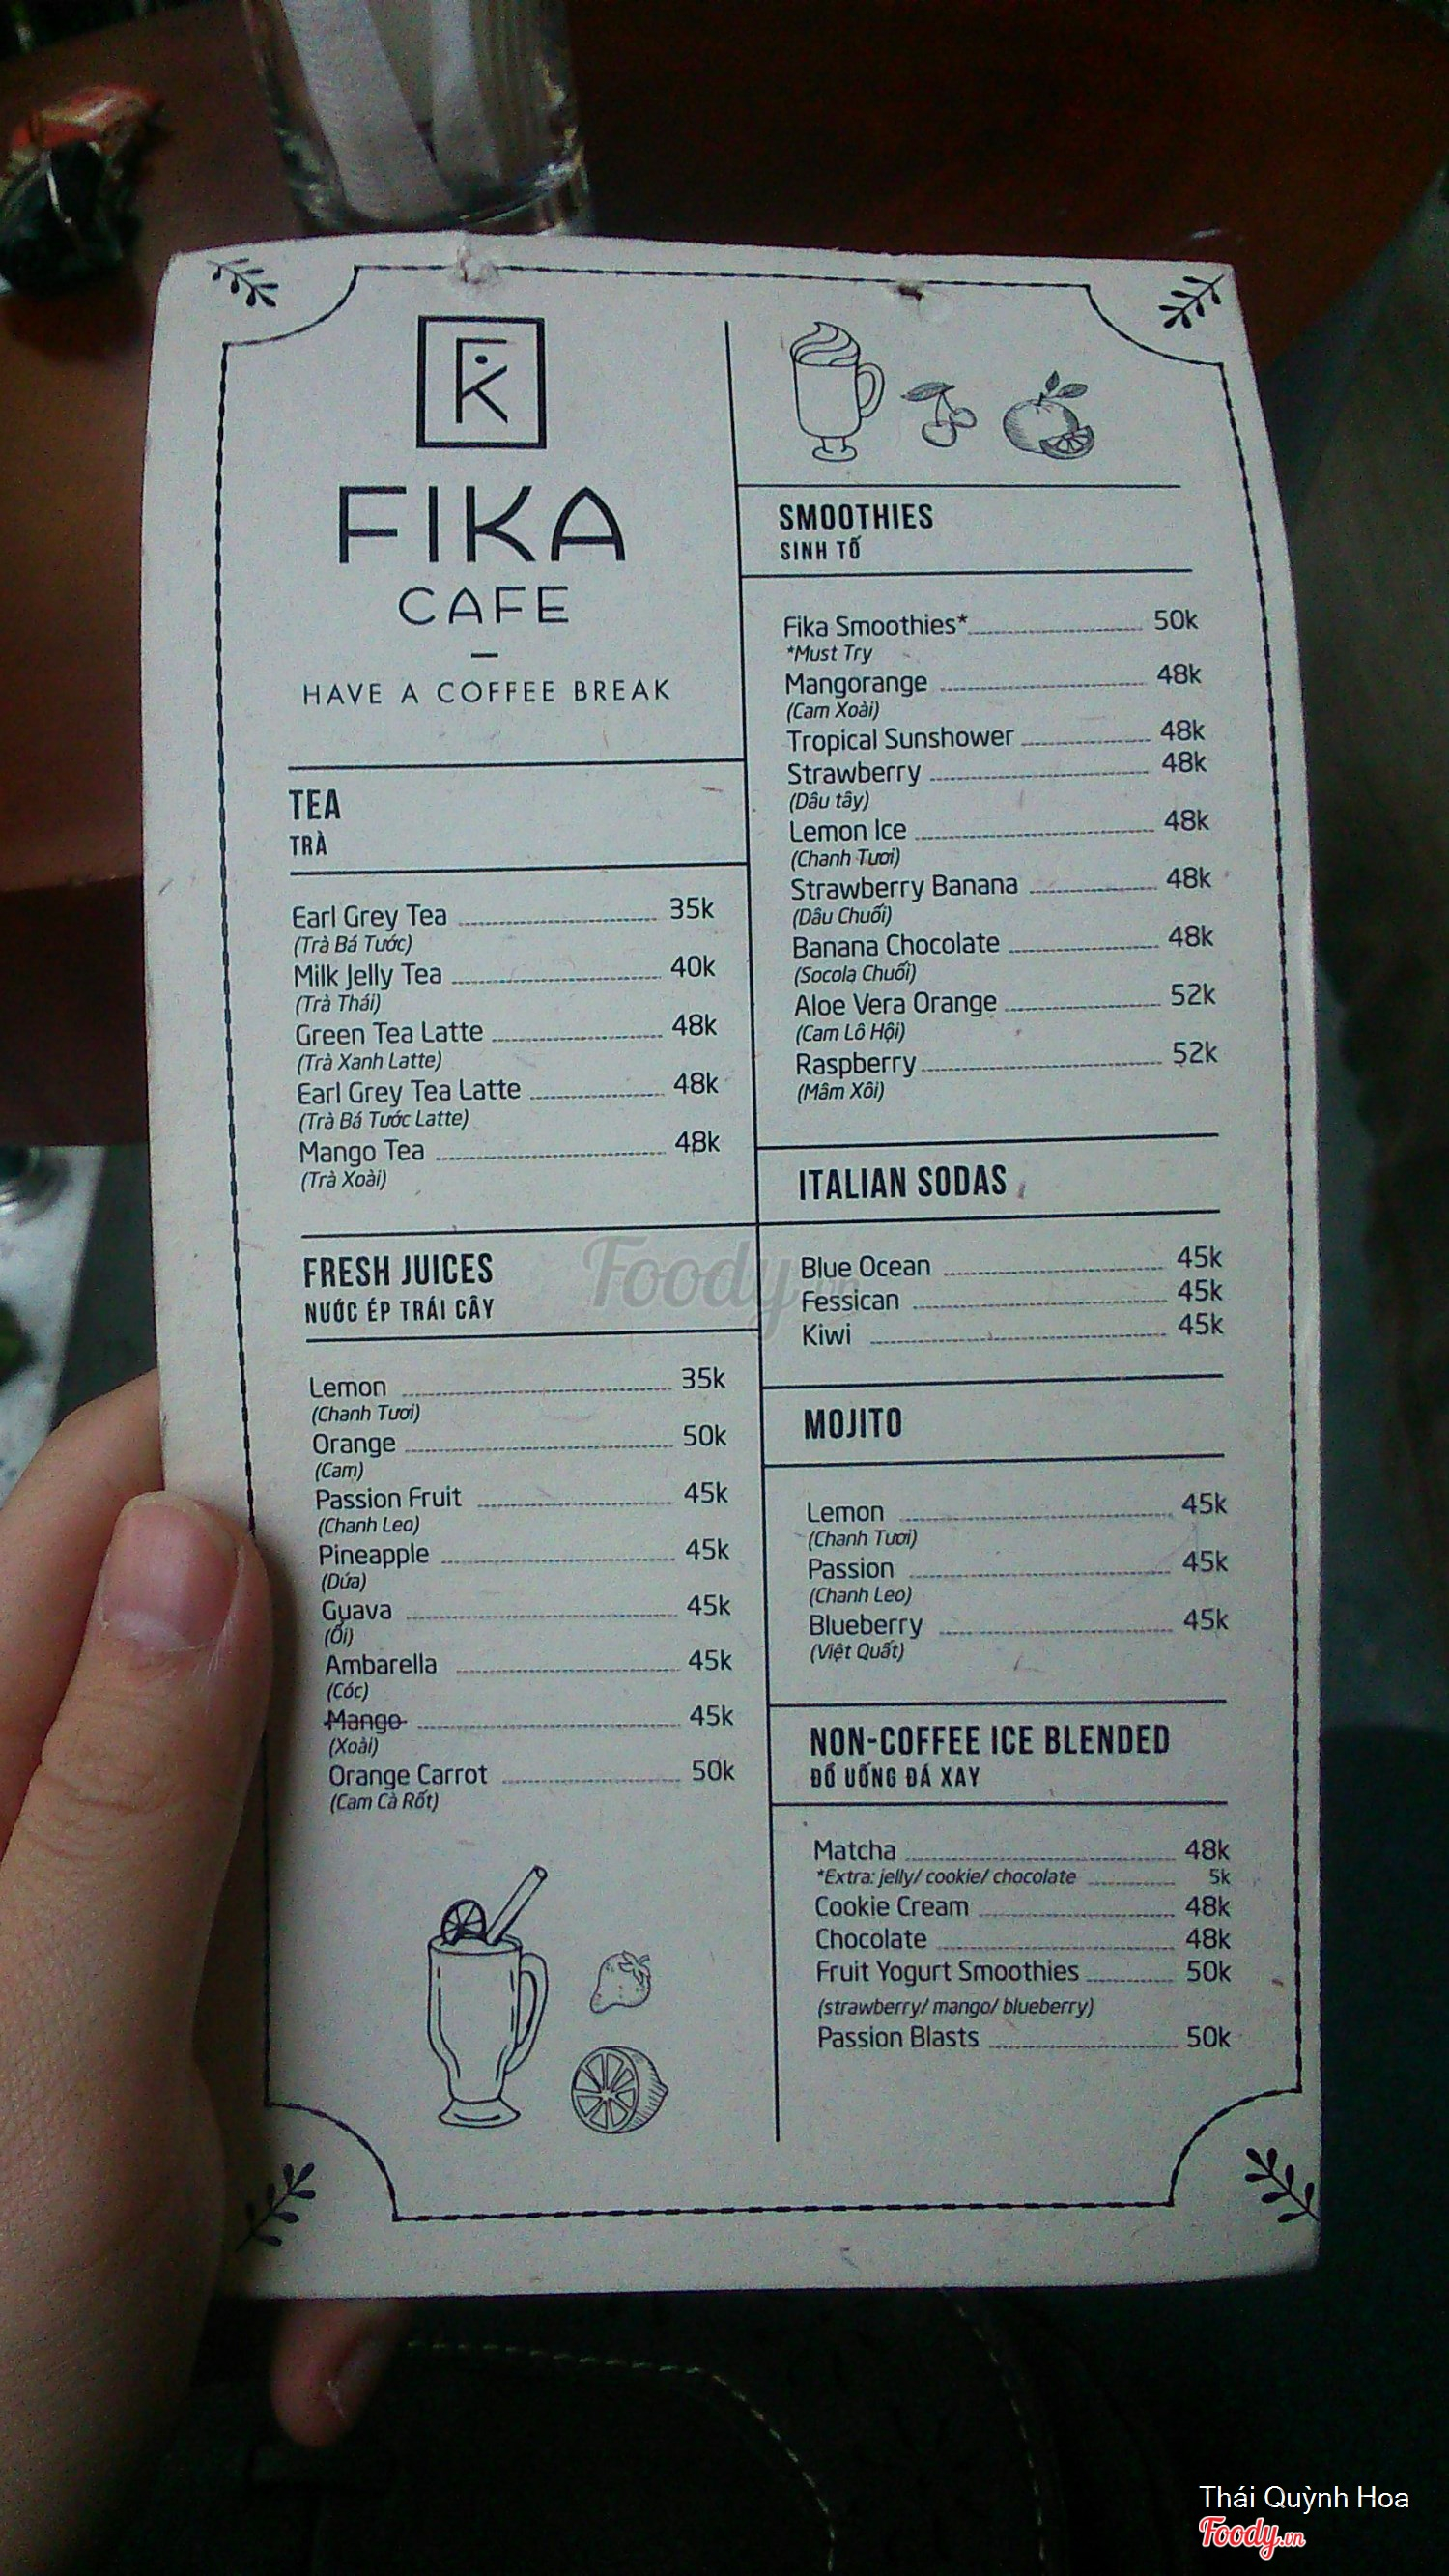 FK
FIKA
CAFE
HAVE A COFFEE BREAK
TEA
TRÀ
Earl Grey Tea 35k
(Trà Bá Tước)
Milk Jelly Tea 40k
(Trà Thái)
Green Tea Latte 48k
(Trà Xanh Latte)
Earl Grey Tea Latte 48k
(Trà Bá Tước Latte)
Mango Tea 48k
(Trà Xoài)
FRESH JUICES
NƯỚC ÉP TRÁI CÂY
Lemon 35k
(Chanh Tươi)
Orange 50k
(Cam)
Passion Fruit 45k
(Chanh Leo)
Pineapple 45k
(Dứa)
Guava 45k
(Ổi)
Ambarella 45k
(Cóc)
Mango 45k
(Xoài)
Orange Carrot 50k
(Cam Cà Rốt)
SMOOTHIES
SINH TỐ
Fika Smoothies* 50k
*Must Try
Mangorange 48k
(Cam Xoài)
Tropical Sunshower 48k
Strawberry 48k
(Dâu tây)
Lemon Ice 48k
(Chanh Tươi)
Strawberry Banana 48k
(Dâu Chuối)
Banana Chocolate 48k
(Socola Chuối)
Aloe Vera Orange 52k
(Cam Lô Hội)
Raspberry 52k
(Mâm Xôi)
ITALIAN SODAS
Blue Ocean 45k
Fessican 45k
Kiwi 45k
MOJITO
Lemon 45k
(Chanh Tươi)
Passion 45k
(Chanh Leo)
Blueberry 45k
(Việt Quất)
NON-COFFEE ICE BLENDED
ĐỒ UỐNG ĐÁ XAY
Matcha 48k
*Extra: jelly/ cookie/ chocolate 5k
Cookie Cream 48k
Chocolate 48k
Fruit Yogurt Smoothies 50k
(strawberry/ mango/ blueberry)
Passion Blasts 50k
Foody.vn
Thái Quỳnh Hoa
Foody.vn